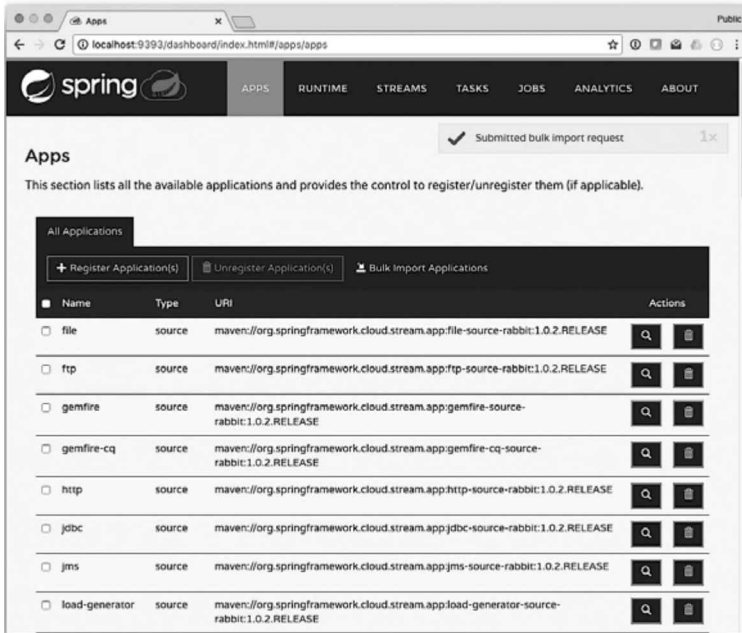 Apps
Public
localhost:9393/dashboard/index.html#/apps/apps
spring
APPS RUNTIME STREAMS TASKS JOBS ANALYTICS ABOUT
Submitted bulk import request 1x
Apps
This section lists all the available applications and provides the control to register/unregister them (if applicable).
All Applications
Register Application(s) Unregister Application(s) Bulk Import Applications
Name Type URI Actions
file source maven://org.springframework.cloud.stream.app:file-source-rabbit:1.0.2.RELEASE
ftp source maven://org.springframework.cloud.stream.app:ftp-source-rabbit:1.0.2.RELEASE
gemfire source maven://org.springframework.cloud.stream.app:gemfire-source-
rabbit:1.0.2.RELEASE
gemfire-cq source maven://org.springframework.cloud.stream.app:gemfire-cq-source-
rabbit:1.0.2.RELEASE
http source maven://org.springframework.cloud.stream.app:http-source-rabbit:1.0.2.RELEASE
jdbc source maven://org.springframework.cloud.stream.app:jdbc-source-rabbit:1.0.2.RELEASE
jms source maven://org.springframework.cloud.stream.app:jms-source-rabbit:1.0.2.RELEASE
load-generator source maven://org.springframework.cloud.stream.app:load-generator-source-
rabbit:1.0.2.RELEASE